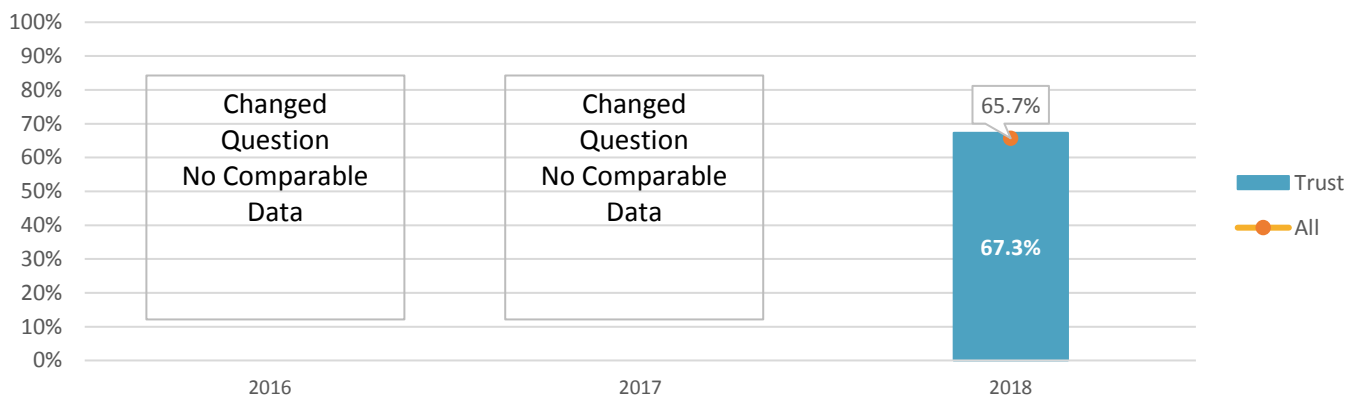 100%
90%
80%
70%
60%
50%
40%
30%
20%
10%
0%
Changed
Question
No Comparable
Data
Changed
Question
No Comparable
Data
65.7%
67.3%
2016
2017
2018
Trust
All